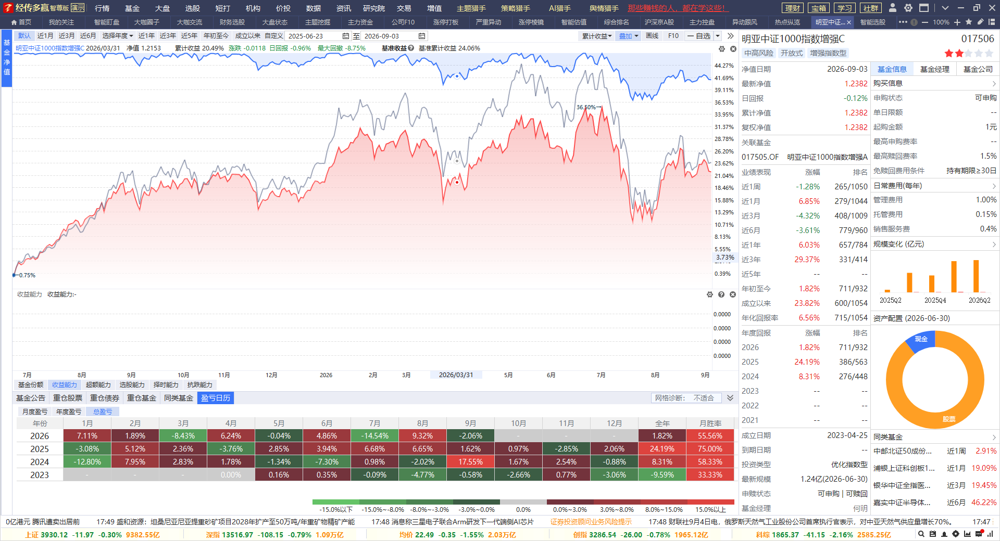 经传多赢 智尊版 演示 行情 基金 大盘 选股 短打 机构 价投 数据 资讯 研究院 交易 增值 主题猎手 策略猎手 AI猎手 舆情猎手 那些赚钱的人，都在学这些！ 理财 宝箱 学习 社群
首页 我的关注 智能盯盘 大咖圈子 大咖交流 财务选股 大盘状态 主题挖掘 主力资金 公司F10 涨停打板 严重异动 涨停棱镜 智能估值 综合排名 沪深京A股 主力控盘 异动跟风 热点纵览 明亚中证... 智能选股 100%
基金净值
默认 近1月 近3月 近6月 选择年度 近1年 近3年 近5年 年初至今 成立以来 自定义 2025-06-23 至 2026-09-03 累计收益 叠加 画线 F10 自选
明亚中证1000指数增强C 2026/03/31 净值 1.2153 累计收益 20.49% 涨跌 -0.0118 日回报 -0.96% 最大回撤 -8.75% 基准收益 基准累计收益 24.06%
44.27%
41.69%
39.11%
36.53%
33.95%
31.37%
28.78%
26.20%
23.62%
21.04%
18.46%
15.88%
13.29%
10.71%
8.13%
5.55%
3.73%
0.39%
36.50%
0.75%
收益能力 收益能力:-
0.0000
0.0000
0.0000
0.0000
7月 8月 9月 10月 11月 12月 2026 2月 3月 2026/03/31 5月 6月 7月 8月 9月
基金份额 收益能力 超额能力 选股能力 择时能力 抗跌能力
基金公告 重仓股票 重仓债券 重仓基金 同类基金 盈亏日历 网格诊断： 不适合
月度盈亏 年度盈亏 总盈亏
年份 1月 2月 3月 4月 5月 6月 7月 8月 9月 10月 11月 12月 全年 月胜率
2026 7.11% 1.89% -8.43% 6.24% -0.04% 4.86% -14.54% 9.32% -2.06% - - - 1.82% 55.56%
2025 -3.08% 5.12% 2.36% -3.76% 2.85% 3.94% 6.68% 6.65% 1.62% 0.97% -2.85% 2.06% 24.19% 75.00%
2024 -12.80% 7.95% 2.83% 1.78% -1.34% -7.30% 0.98% -2.02% 17.55% 1.67% 2.54% -0.88% 8.31% 58.33%
2023 - - - 0.00% 0.16% 0.35% -0.09% -4.77% -0.58% -2.66% 0.77% -3.06% -9.59% 33.33%
-15.0%以下 -15.0%~-8.0% -8.0%~-3.0% -3.0%~0.0% 0.0% 0.0%~3.0% 3.0%~8.0% 8.0%~15.0% 15.0%以上
明亚中证1000指数增强C 017506
中高风险 开放式 增强指数型
净值日期 2026-09-03
最新净值 1.2382
日回报 -0.12%
累计净值 1.2382
复权净值 1.2382
关联基金
017505.OF 明亚中证1000指数增强A
业绩表现 涨幅 排名
近1周 -1.28% 265/1050
近1月 6.85% 279/1044
近3月 -4.32% 408/1009
近6月 -3.61% 779/960
近1年 6.03% 657/784
近3年 29.37% 331/414
近5年 -- --
年初至今 1.82% 711/932
成立以来 23.82% 600/1054
年化回报率 6.56% 715/1054
年度回报 涨幅 排名
2026 1.82% 711/932
2025 24.19% 386/563
2024 8.31% 276/448
2023 -- --
2022 -- --
2021 -- --
成立日期 2023-04-25
到期日期 --
投资类型 优化指数型
最新规模 1.24亿(2026-06-30)
申赎状态 可申购 | 可赎回
基金经理 何明
基金信息 基金经理 基金公司
购买信息
申购状态 可申购
单日限额 --
起购金额 1元
最高申购费率 --
最高赎回费率 1.5%
免赎回费用条件 持有期限≥30日
日常费用(每年)
管理费用 1.00%
托管费用 0.15%
销售服务费 0.4%
规模变化 (亿元)
2025Q2 2025Q4 2026Q2
资产配置 (2026-06-30)
现金
股票
同类基金
中邮北证50成份... 近1周 2.91%
浦银上证科创板1... 近1月 19.09%
银华中证全指医... 近3月 19.45%
嘉实中证半导体... 近6月 46.22%
0亿港元 腾讯遭卖出居前 17:49 盛和资源：坦桑尼亚尼亚提重砂矿项目2028年扩产至50万吨/年重矿物精矿产能 17:48 消息称三星电子联合Arm研发下一代端侧AI芯片 证券投资顾问业务风险提示 17:48 财联社9月4日电，俄罗斯天然气工业股份公司首席执行官表示，对中亚天然气供应量增长70%。 17:47
上证 3930.12 -11.97 -0.30% 9382.55亿 深指 13516.97 -108.15 -0.79% 1.09万亿 均价 22.49 -0.35 -1.55% 2.03万亿 创指 3286.54 -26.00 -0.78% 1965.12亿 科综 1865.37 -41.15 -2.16% 2585.25亿